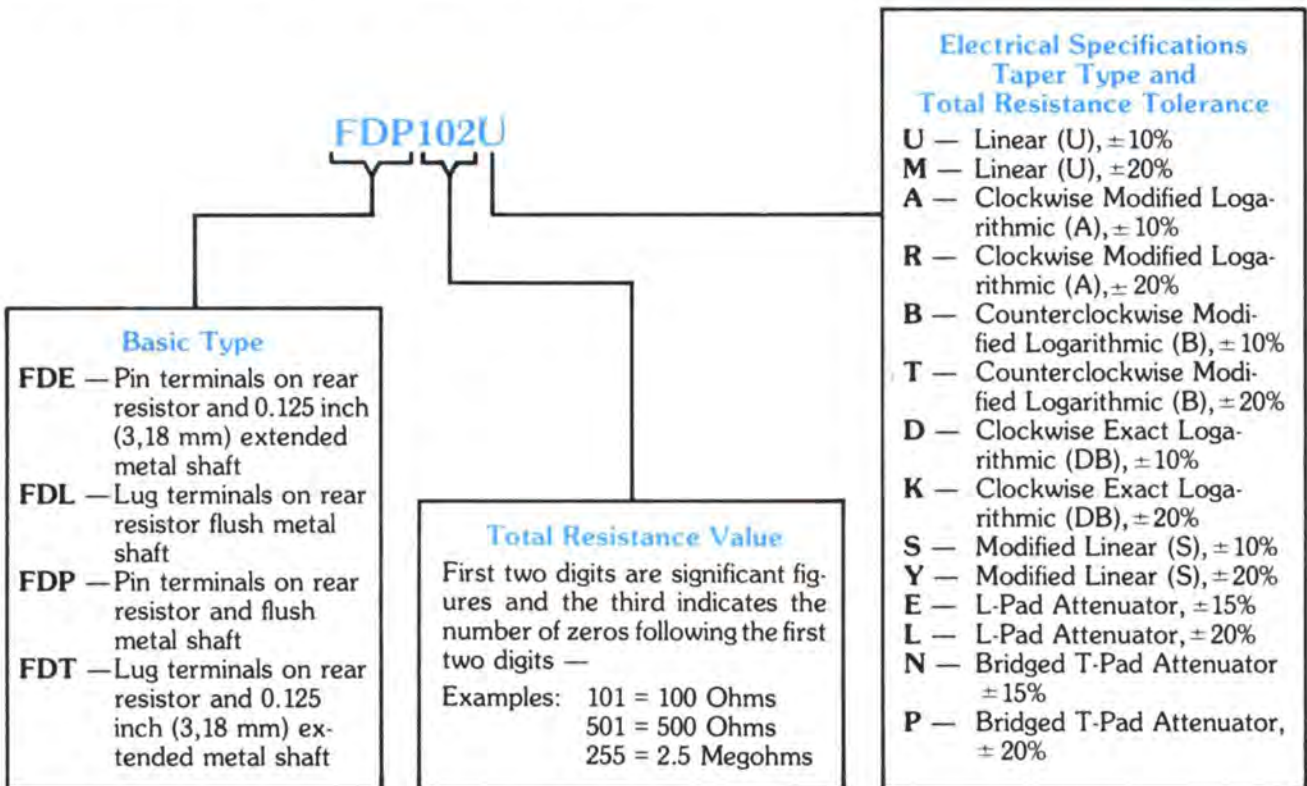 FDP102U
Basic Type
FDE — Pin terminals on rear
resistor and 0.125 inch
(3,18 mm) extended
metal shaft
FDL — Lug terminals on rear
resistor flush metal
shaft
FDP — Pin terminals on rear
resistor and flush
metal shaft
FDT — Lug terminals on rear
resistor and 0.125
inch (3,18 mm) ex-
tended metal shaft
Total Resistance Value
First two digits are significant fig-
ures and the third indicates the
number of zeros following the first
two digits —
Examples: 101 = 100 Ohms
501 = 500 Ohms
255 = 2.5 Megohms
Electrical Specifications
Taper Type and
Total Resistance Tolerance
U — Linear (U), ±10%
M — Linear (U), ±20%
A — Clockwise Modified Loga-
rithmic (A), ±10%
R — Clockwise Modified Loga-
rithmic (A), ±20%
B — Counterclockwise Modi-
fied Logarithmic (B), ±10%
T — Counterclockwise Modi-
fied Logarithmic (B), ±20%
D — Clockwise Exact Loga-
rithmic (DB), ±10%
K — Clockwise Exact Loga-
rithmic (DB), ±20%
S — Modified Linear (S), ±10%
Y — Modified Linear (S), ±20%
E — L-Pad Attenuator, ±15%
L — L-Pad Attenuator, ±20%
N — Bridged T-Pad Attenuator
±15%
P — Bridged T-Pad Attenuator,
±20%